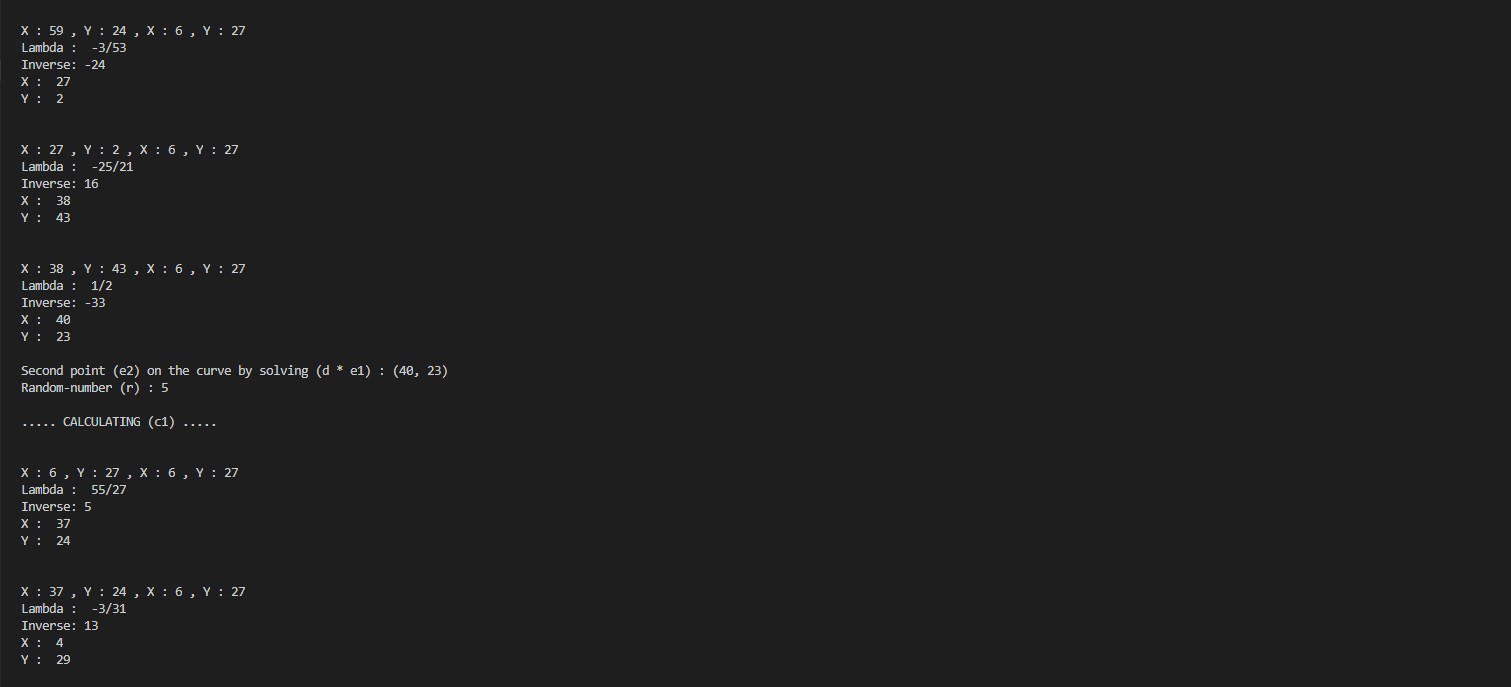 X : 59 , Y : 24 , X : 6 , Y : 27
Lambda :  -3/53
Inverse: -24
X :  27
Y :  2
X : 27 , Y : 2 , X : 6 , Y : 27
Lambda :  -25/21
Inverse: 16
X :  38
Y :  43
X : 38 , Y : 43 , X : 6 , Y : 27
Lambda :  1/2
Inverse: -33
X :  40
Y :  23
Second point (e2) on the curve by solving (d * e1) : (40, 23)
Random-number (r) : 5
..... CALCULATING (c1) .....
X : 6 , Y : 27 , X : 6 , Y : 27
Lambda :  55/27
Inverse: 5
X :  37
Y :  24
X : 37 , Y : 24 , X : 6 , Y : 27
Lambda :  -3/31
Inverse: 13
X :  4
Y :  29